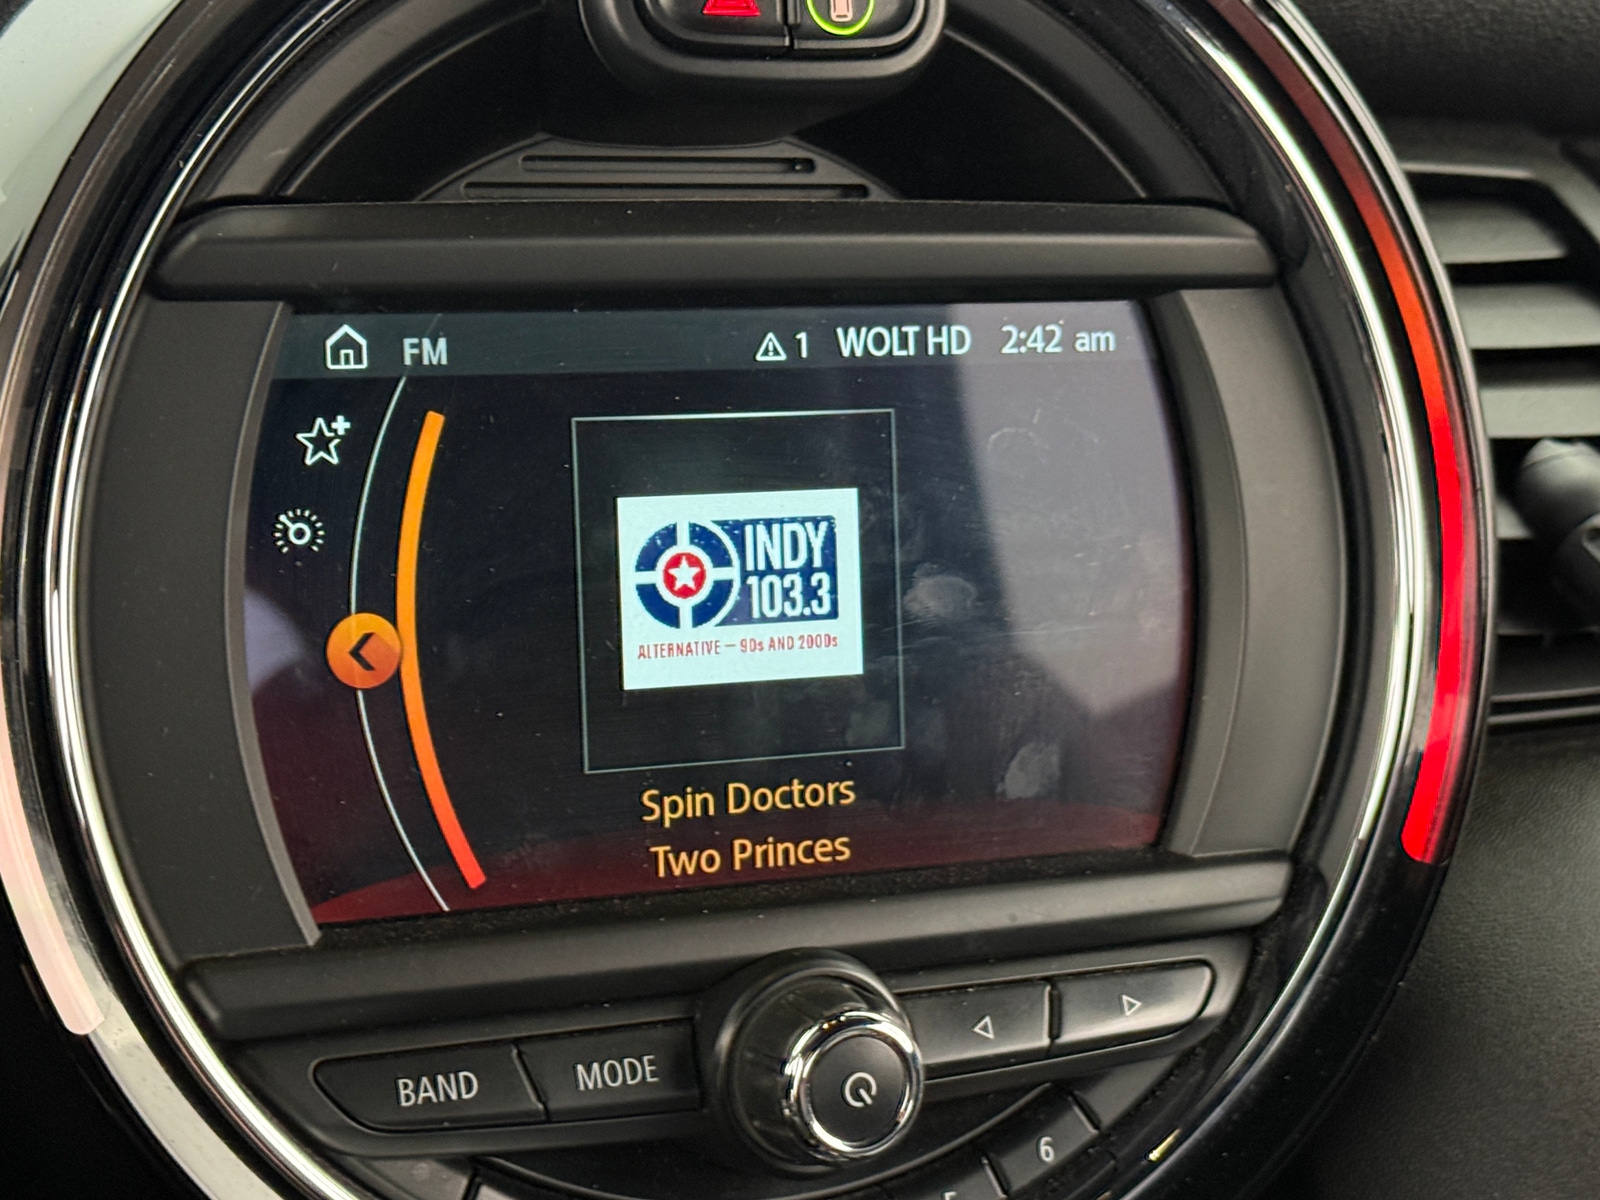 FM
1 WOLT HD 2:42 am
INDY
103.3
ALTERNATIVE — 90s AND 2000s
Spin Doctors
Two Princes
BAND
MODE
6